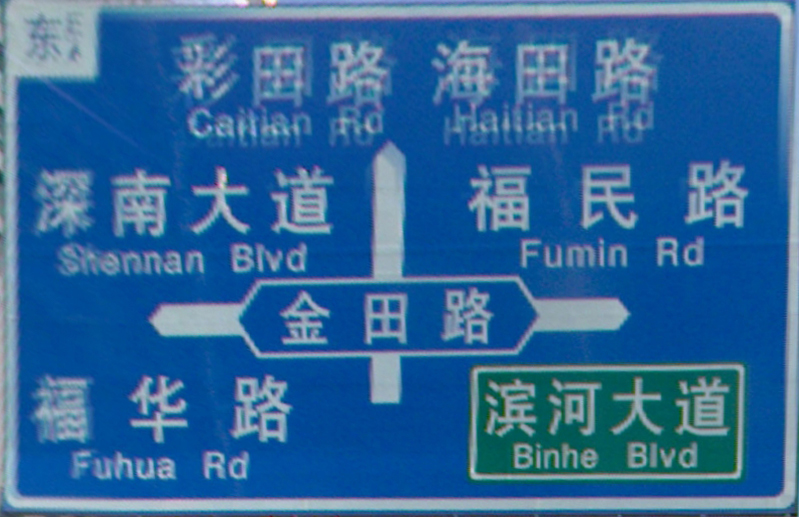 东
彩田路 海田路
Caitian Rd Haitian Rd
深南大道 福民路
Shennan Blvd Fumin Rd
金田路
福华路 滨河大道
Fuhua Rd Binhe Blvd